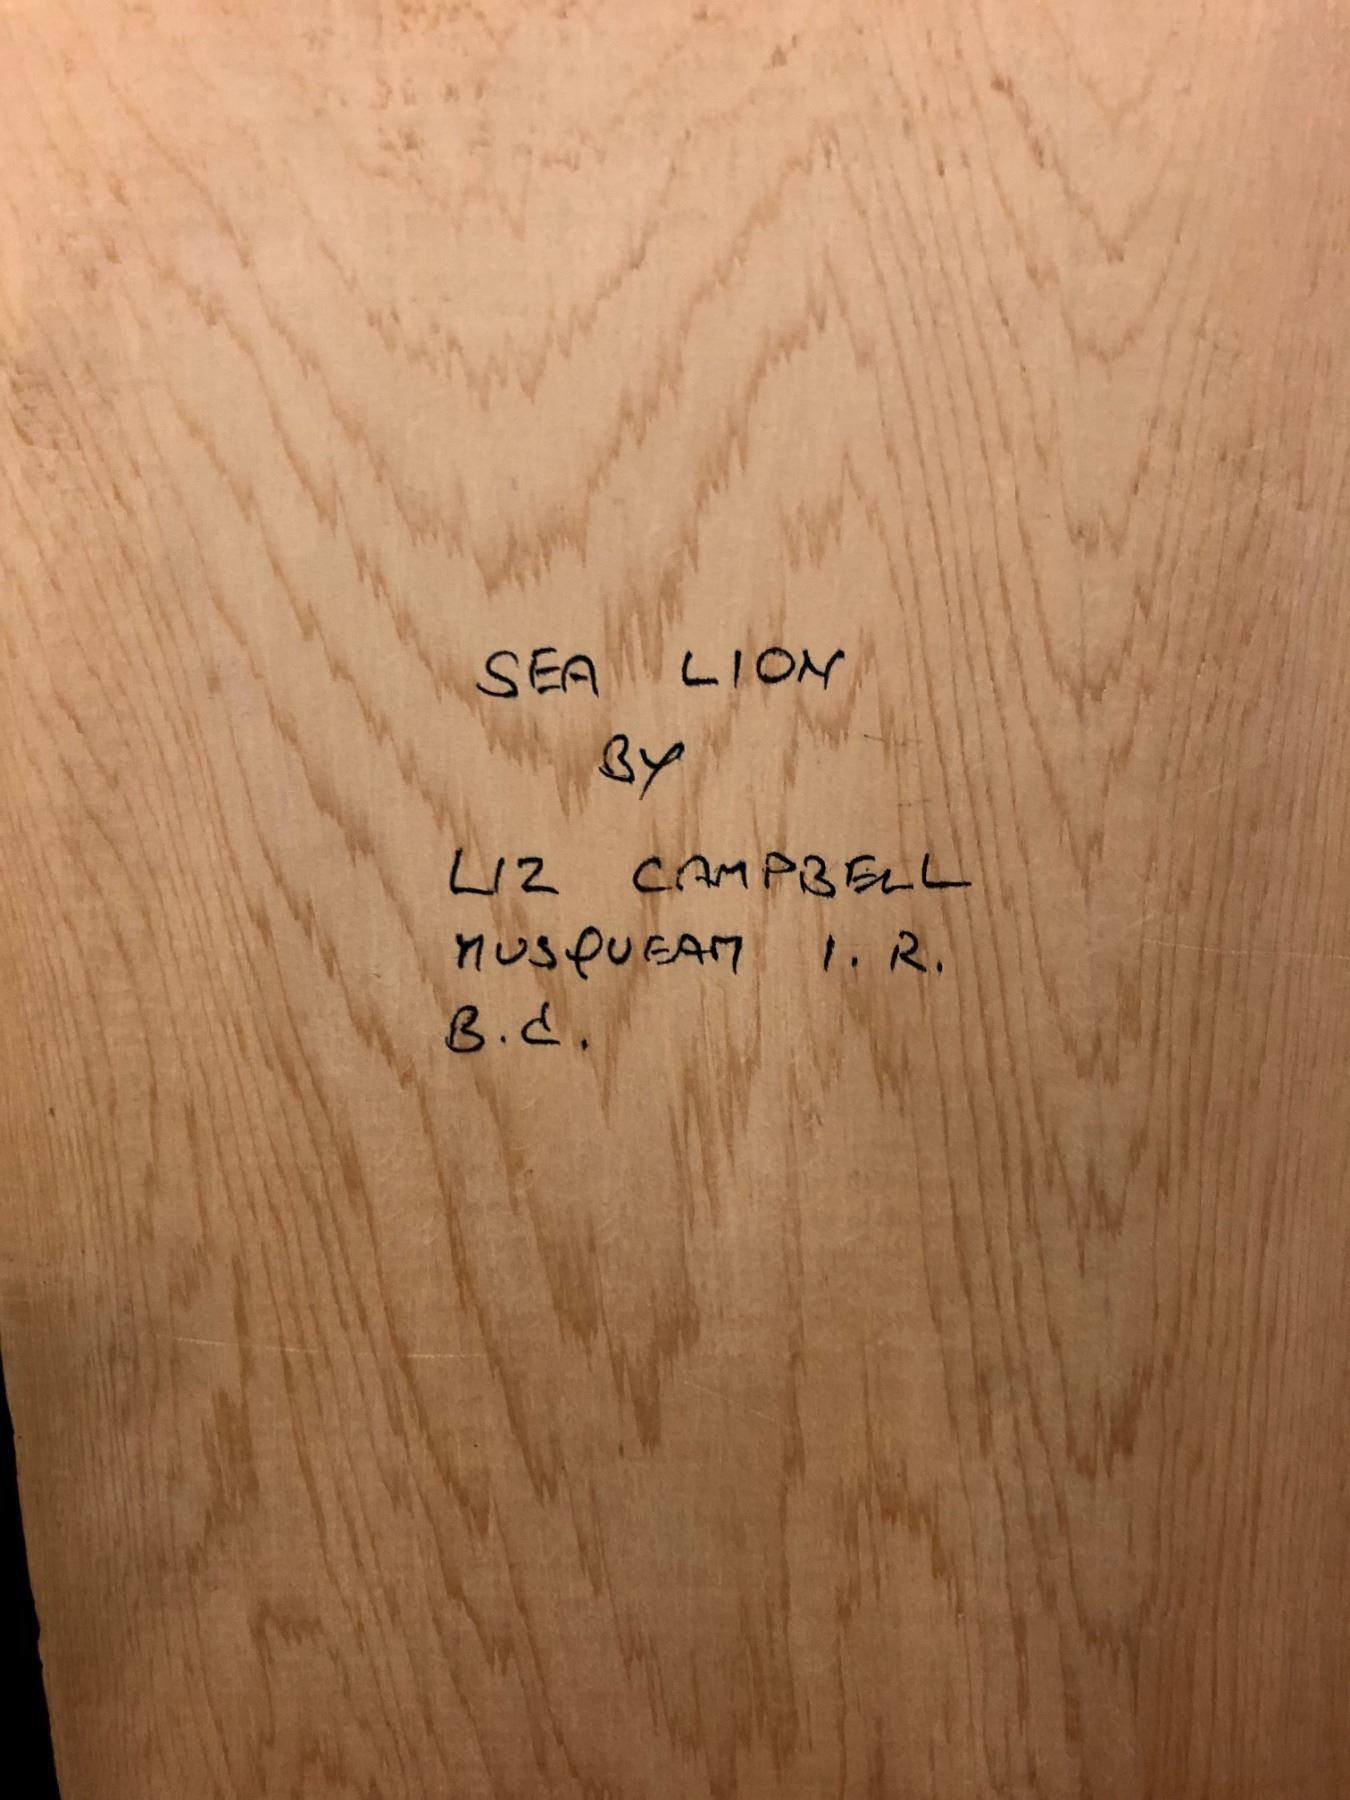 SEA LION
BY
LIZ CAMPBELL
MUSQUEAM I.R.
B.C.